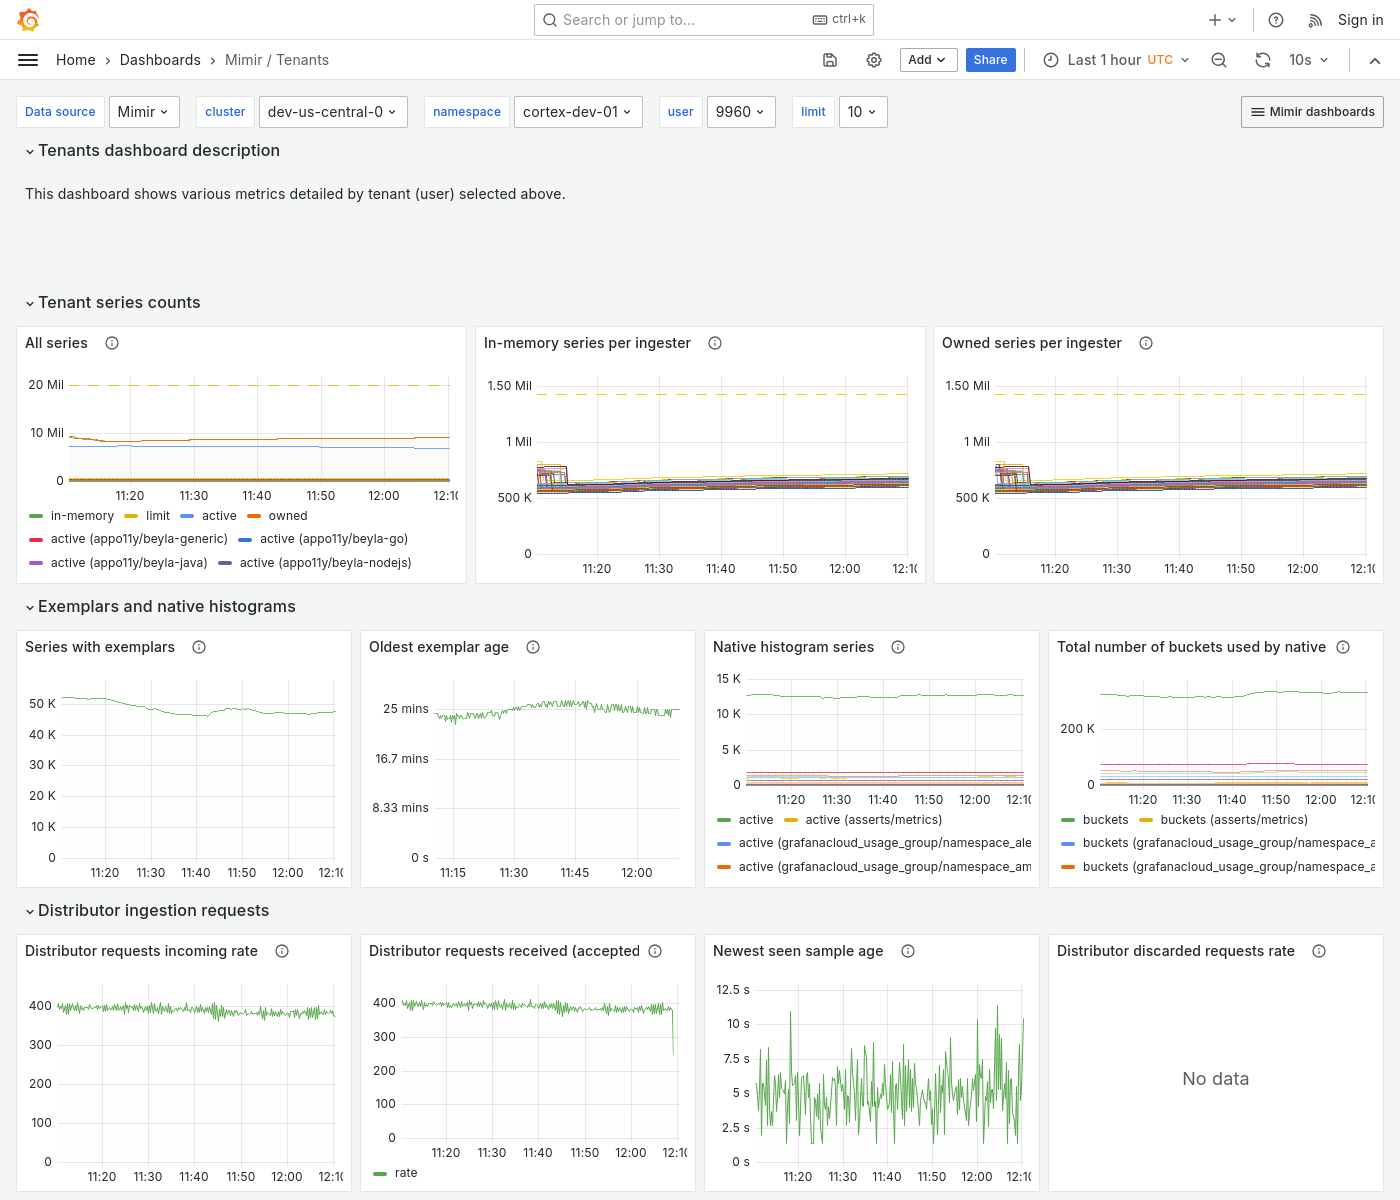 Search or jump to...
ctrl+k
Sign in
Home
Dashboards
Mimir / Tenants
Add
Share
Last 1 hour UTC
10s
Data source
Mimir
cluster
dev-us-central-0
namespace
cortex-dev-01
user
9960
limit
10
Mimir dashboards
Tenants dashboard description
This dashboard shows various metrics detailed by tenant (user) selected above.
Tenant series counts
All series
20 Mil
10 Mil
0
11:20 11:30 11:40 11:50 12:00 12:10
in-memory limit active owned
active (appo11y/beyla-generic) active (appo11y/beyla-go)
active (appo11y/beyla-java) active (appo11y/beyla-nodejs)
In-memory series per ingester
1.50 Mil
1 Mil
500 K
0
11:20 11:30 11:40 11:50 12:00 12:10
Owned series per ingester
1.50 Mil
1 Mil
500 K
0
11:20 11:30 11:40 11:50 12:00 12:10
Exemplars and native histograms
Series with exemplars
50 K
40 K
30 K
20 K
10 K
0
11:20 11:30 11:40 11:50 12:00 12:10
Oldest exemplar age
25 mins
16.7 mins
8.33 mins
0 s
11:15 11:30 11:45 12:00
Native histogram series
15 K
10 K
5 K
0
11:20 11:30 11:40 11:50 12:00 12:10
active active (asserts/metrics)
active (grafanacloud_usage_group/namespace_ale
active (grafanacloud_usage_group/namespace_am
Total number of buckets used by native
200 K
0
11:20 11:30 11:40 11:50 12:00 12:10
buckets buckets (asserts/metrics)
buckets (grafanacloud_usage_group/namespace_a
buckets (grafanacloud_usage_group/namespace_a
Distributor ingestion requests
Distributor requests incoming rate
400
300
200
100
0
11:20 11:30 11:40 11:50 12:00 12:10
Distributor requests received (accepted
400
300
200
100
0
11:20 11:30 11:40 11:50 12:00 12:10
rate
Newest seen sample age
12.5 s
10 s
7.5 s
5 s
2.5 s
0 s
11:20 11:30 11:40 11:50 12:00 12:10
Distributor discarded requests rate
No data